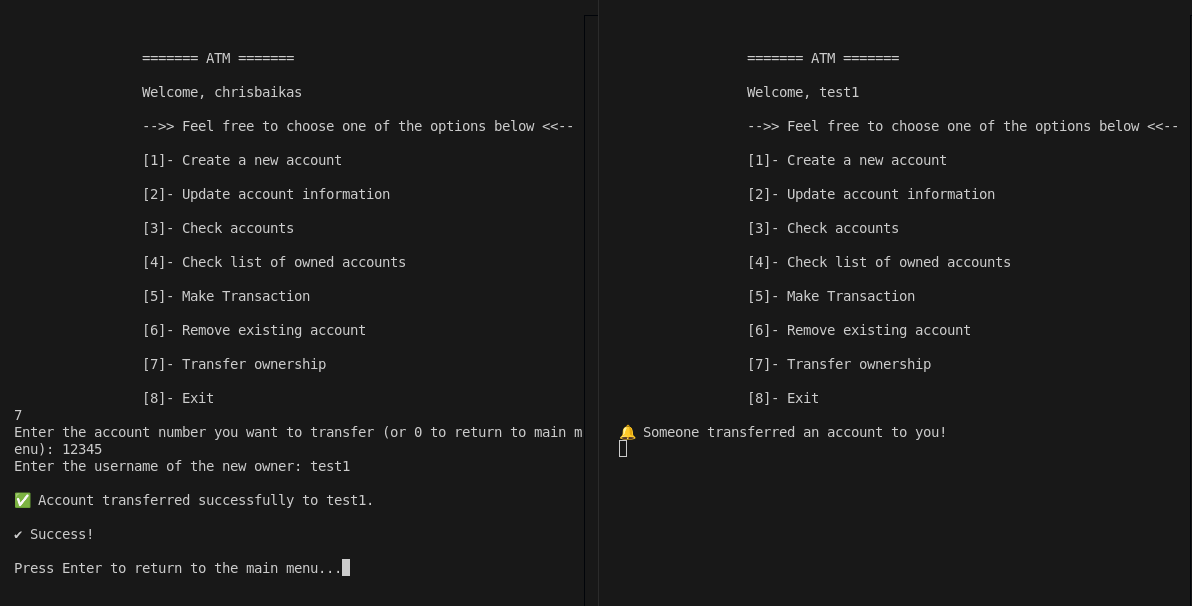 ======= ATM =======
Welcome, chrisbaikas
-->> Feel free to choose one of the options below <<--
[1]- Create a new account
[2]- Update account information
[3]- Check accounts
[4]- Check list of owned accounts
[5]- Make Transaction
[6]- Remove existing account
[7]- Transfer ownership
[8]- Exit
7
Enter the account number you want to transfer (or 0 to return to main m
enu): 12345
Enter the username of the new owner: test1
✅ Account transferred successfully to test1.
✔ Success!
Press Enter to return to the main menu...
======= ATM =======
Welcome, test1
-->> Feel free to choose one of the options below <<--
[1]- Create a new account
[2]- Update account information
[3]- Check accounts
[4]- Check list of owned accounts
[5]- Make Transaction
[6]- Remove existing account
[7]- Transfer ownership
[8]- Exit
🔔 Someone transferred an account to you!